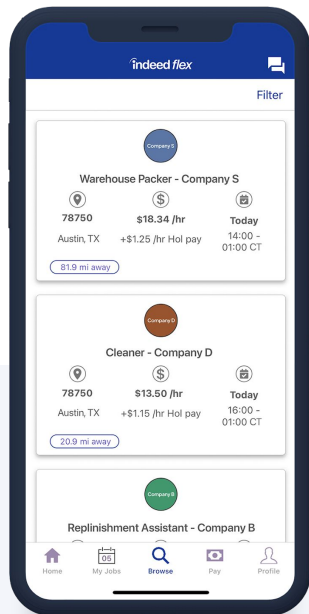 indeed flex
Filter
Company S
Warehouse Packer - Company S
78750
$18.34 /hr
Today
Austin, TX
+$1.25 /hr Hol pay
14:00 -
01:00 CT
81.9 mi away
Company D
Cleaner - Company D
78750
$13.50 /hr
Today
Austin, TX
+$1.15 /hr Hol pay
16:00 -
01:00 CT
20.9 mi away
Company B
Replinishment Assistant - Company B
05
Home
My Jobs
Browse
Pay
Profile